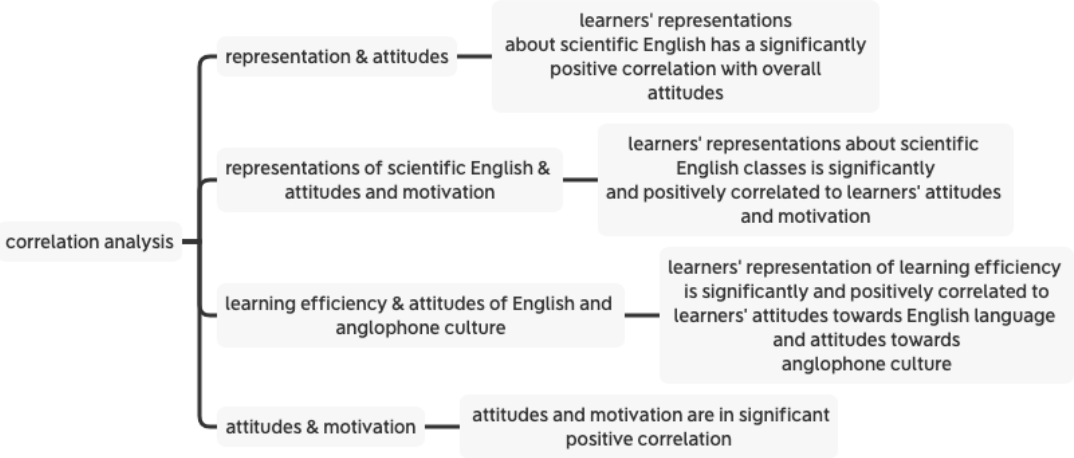 correlation analysis
representation & attitudes
learners' representations
about scientific English has a significantly
positive correlation with overall
attitudes
representations of scientific English &
attitudes and motivation
learners' representations about scientific
English classes is significantly
and positively correlated to learners' attitudes
and motivation
learning efficiency & attitudes of English and
anglophone culture
learners' representation of learning efficiency
is significantly and positively correlated to
learners' attitudes towards English language
and attitudes towards
anglophone culture
attitudes & motivation
attitudes and motivation are in significant
positive correlation